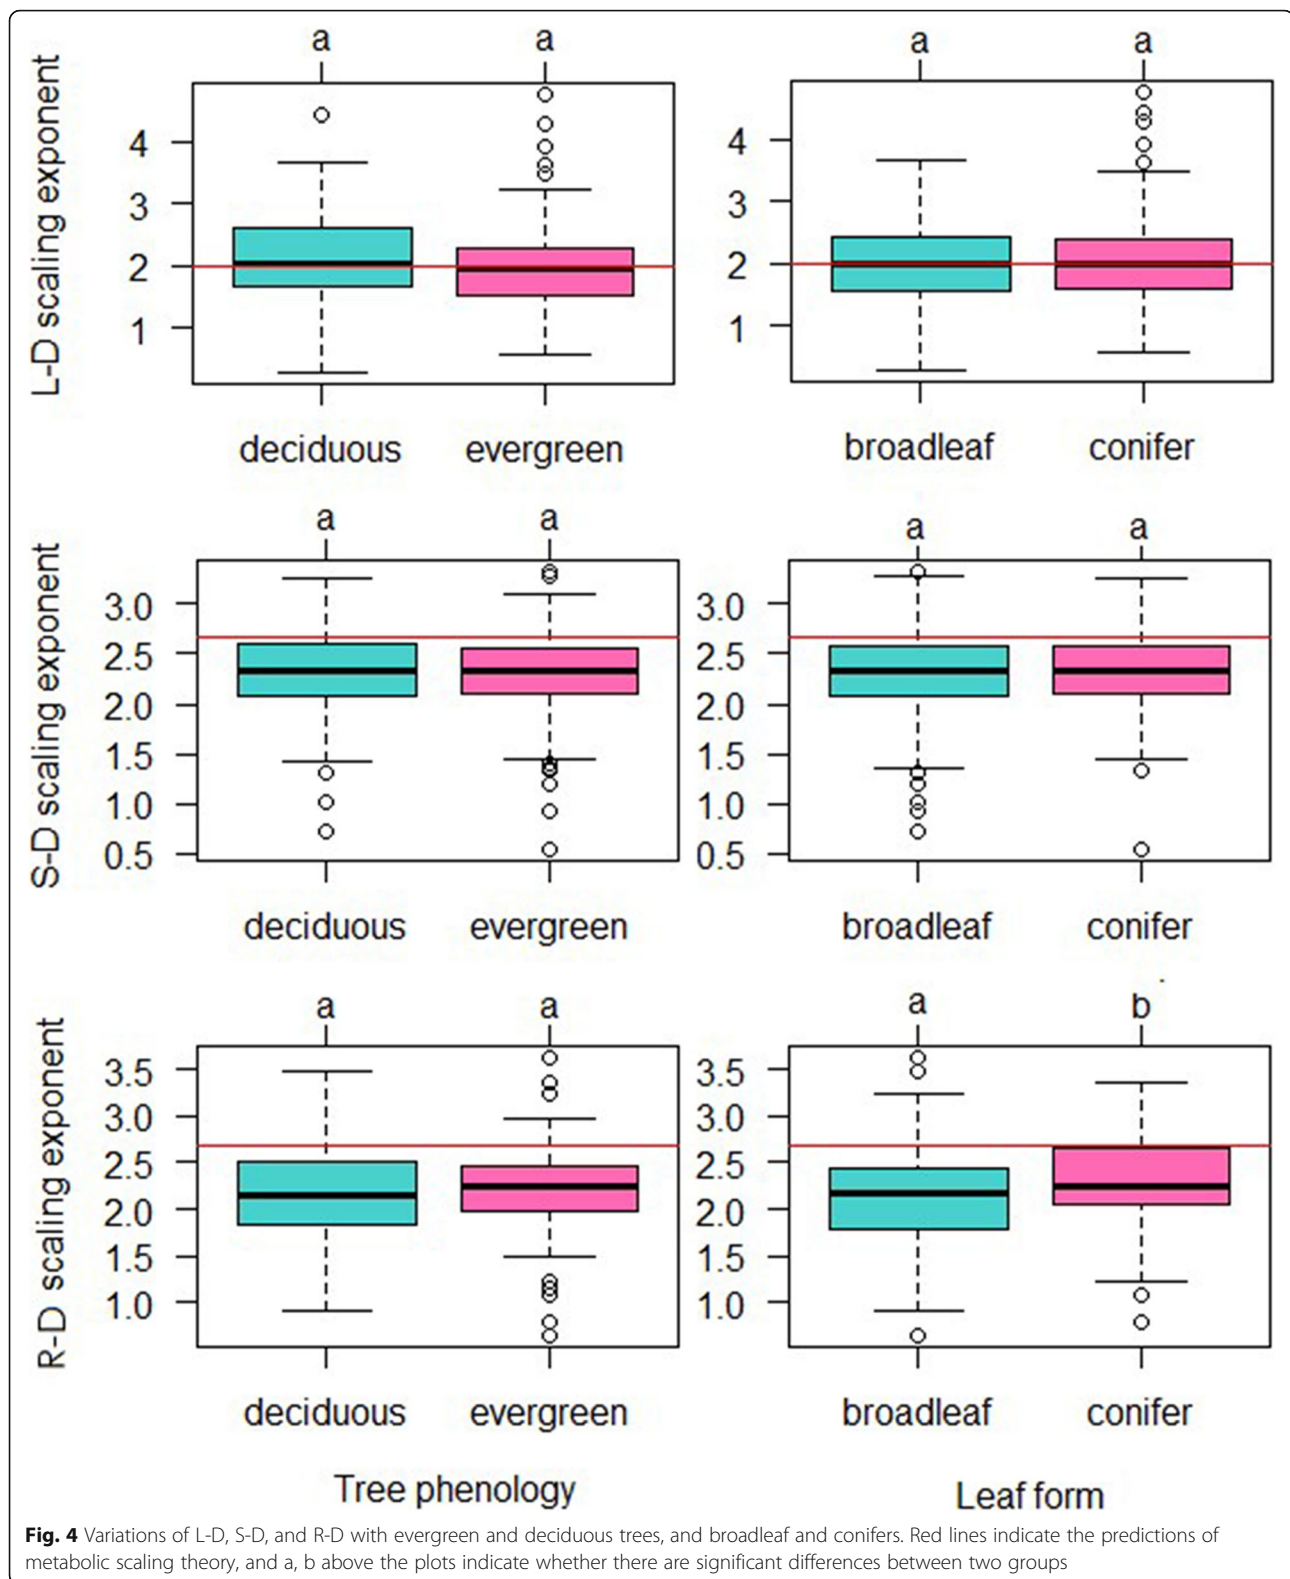 a a a a
L-D scaling exponent
4
3
2
1
4
3
2
1
deciduous evergreen broadleaf conifer
a a a a
S-D scaling exponent
3.0
2.5
2.0
1.5
1.0
0.5
3.0
2.5
2.0
1.5
1.0
0.5
deciduous evergreen broadleaf conifer
a a a b
R-D scaling exponent
3.5
3.0
2.5
2.0
1.5
1.0
3.5
3.0
2.5
2.0
1.5
1.0
deciduous evergreen broadleaf conifer
Tree phenology Leaf form
Fig. 4 Variations of L-D, S-D, and R-D with evergreen and deciduous trees, and broadleaf and conifers. Red lines indicate the predictions of
metabolic scaling theory, and a, b above the plots indicate whether there are significant differences between two groups